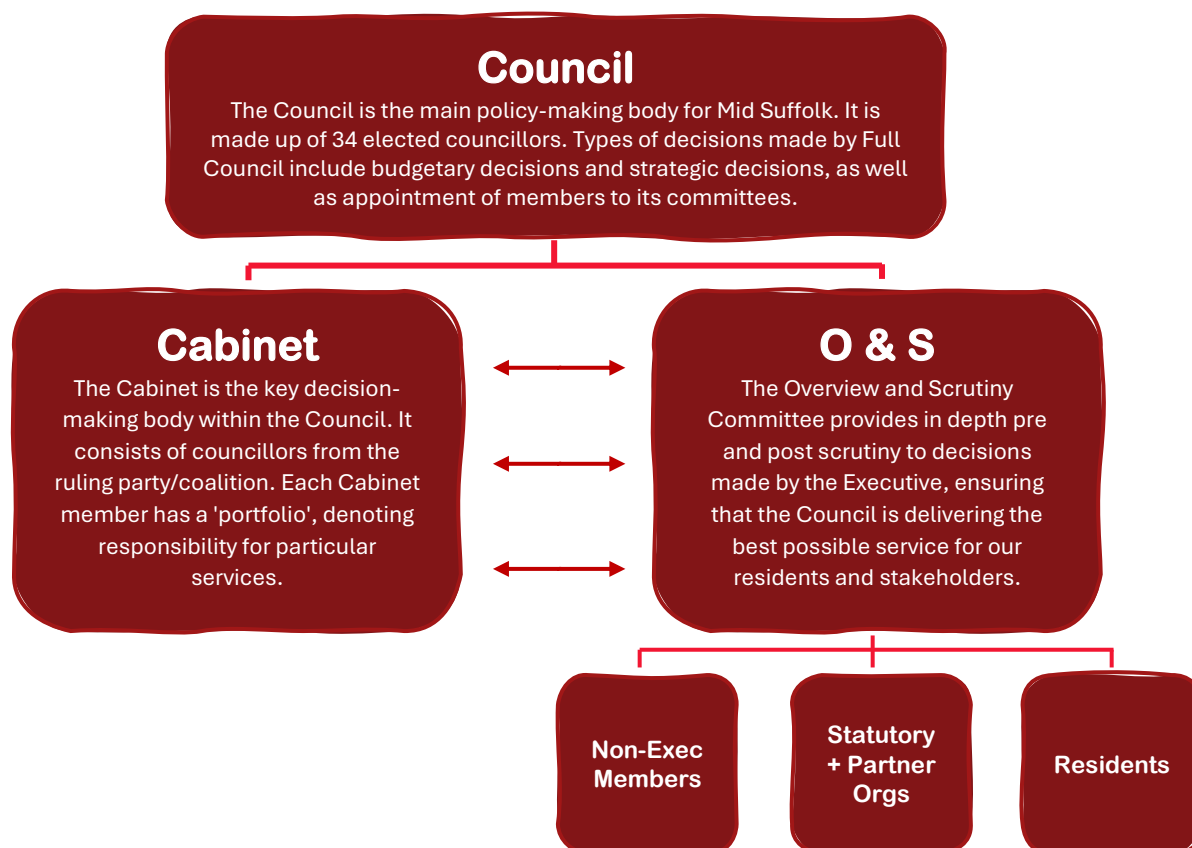 Council
The Council is the main policy-making body for Mid Suffolk. It is
made up of 34 elected councillors. Types of decisions made by Full
Council include budgetary decisions and strategic decisions, as well
as appointment of members to its committees.
Cabinet
The Cabinet is the key decision-
making body within the Council. It
consists of councillors from the
ruling party/coalition. Each Cabinet
member has a 'portfolio', denoting
responsibility for particular
services.
O & S
The Overview and Scrutiny
Committee provides in depth pre
and post scrutiny to decisions
made by the Executive, ensuring
that the Council is delivering the
best possible service for our
residents and stakeholders.
Non-Exec
Members
Statutory
+ Partner
Orgs
Residents